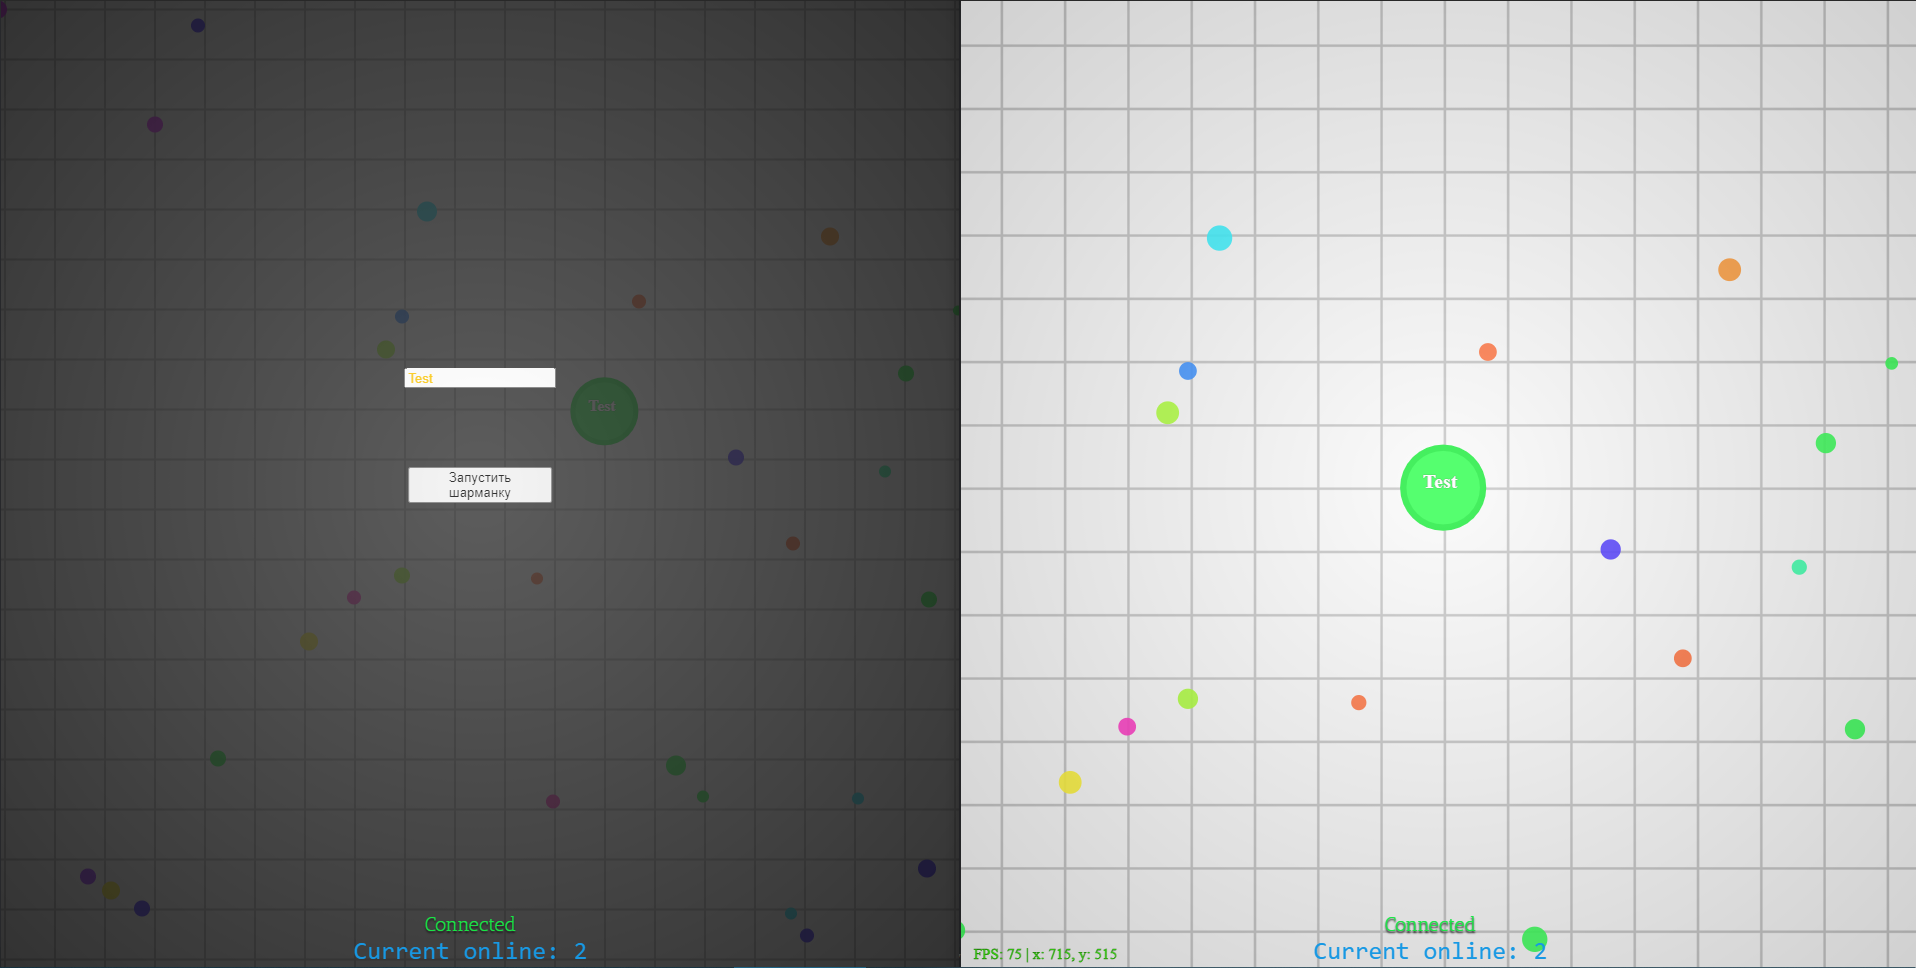 Test
Test
Запустить
шарманку
Connected
Current online: 2
Test
Connected
FPS: 75 | x: 715, y: 515
Current online: 2